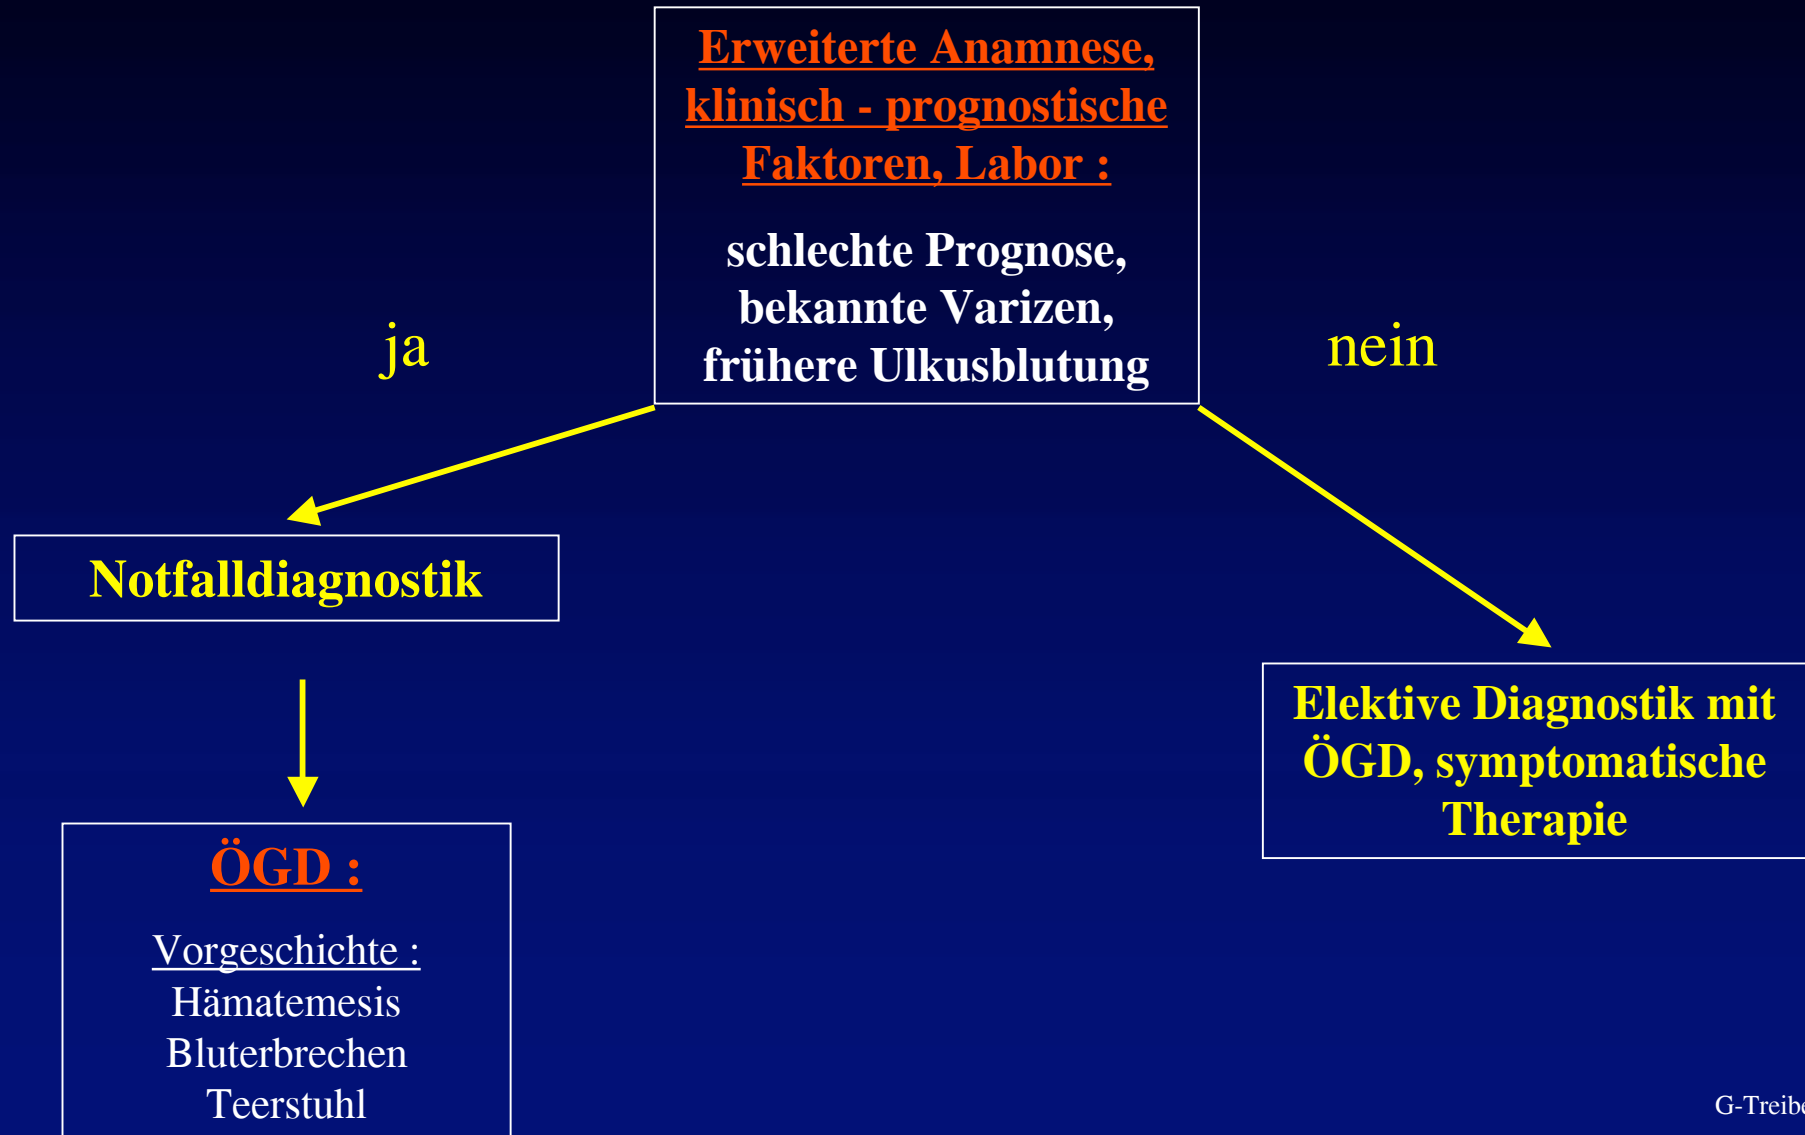 Erweiterte Anamnese,
klinisch - prognostische
Faktoren, Labor :
schlechte Prognose,
bekannte Varizen,
frühere Ulkusblutung
ja
nein
Notfalldiagnostik
Elektive Diagnostik mit
ÖGD, symptomatische
Therapie
ÖGD :
Vorgeschichte :
Hämatemesis
Bluterbrechen
Teerstuhl